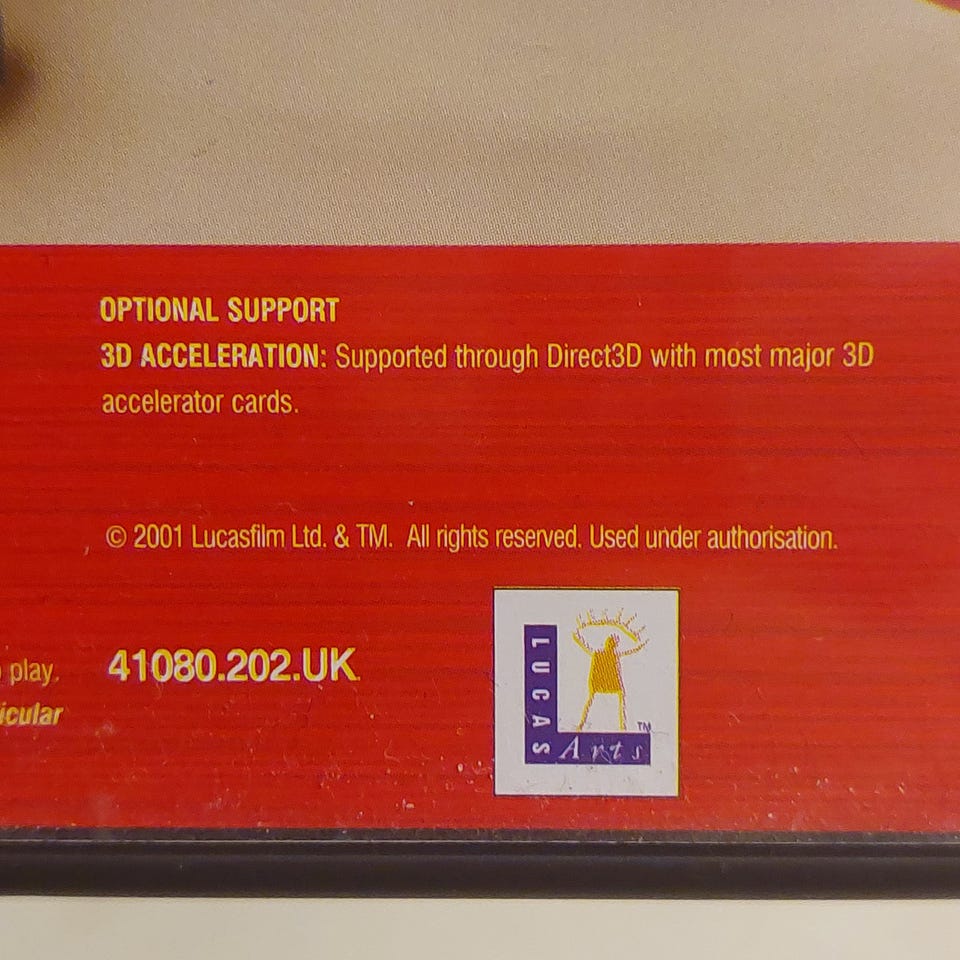 OPTIONAL SUPPORT
3D ACCELERATION: Supported through Direct3D with most major 3D
accelerator cards.
© 2001 Lucasfilm Ltd. & TM. All rights reserved. Used under authorisation.
play.
icular
41080.202.UK
LUCAS
Arts
TM